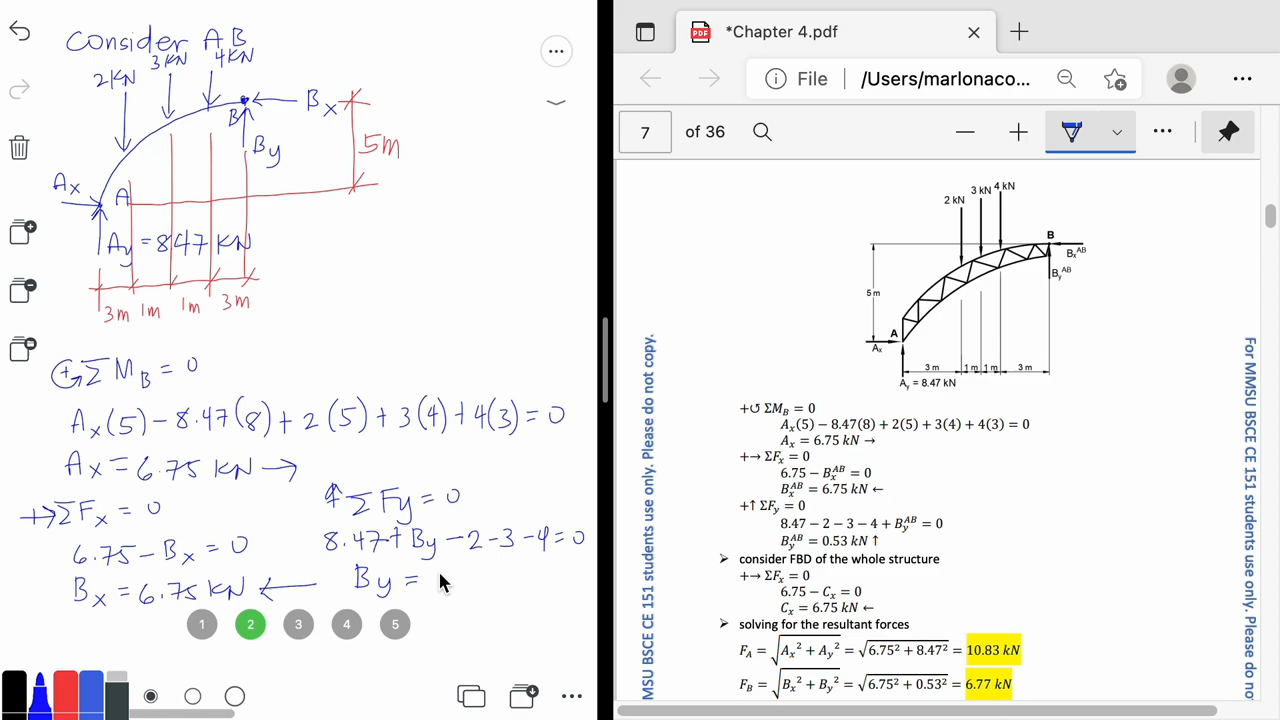 Consider AB
2KN 3KN 4KN
Bx
B
By
5m
Ax
A
Ay = 8.47 KN
3m 1m 1m 3m
+ΣMB = 0
Ax(5) - 8.47(8) + 2(5) + 3(4) + 4(3) = 0
Ax = 6.75 KN →
+→ΣFx = 0
6.75 - Bx = 0
Bx = 6.75 KN ←
+↑ΣFy = 0
8.47 + By - 2 - 3 - 4 = 0
By =
1 2 3 4 5
*Chapter 4.pdf
File /Users/marlonaco...
7 of 36
2 kN 3 kN 4 kN
B
Bx^AB
By^AB
5 m
A
Ax
3 m 1 m 1 m 3 m
Ay = 8.47 kN
+↺ ΣMB = 0
Ax(5) − 8.47(8) + 2(5) + 3(4) + 4(3) = 0
Ax = 6.75 kN →
+→ ΣFx = 0
6.75 − Bx^AB = 0
Bx^AB = 6.75 kN ←
+↑ ΣFy = 0
8.47 − 2 − 3 − 4 + By^AB = 0
By^AB = 0.53 kN ↑
➢ consider FBD of the whole structure
+→ ΣFx = 0
6.75 − Cx = 0
Cx = 6.75 kN ←
➢ solving for the resultant forces
FA = √(Ax² + Ay²) = √(6.75² + 8.47²) = 10.83 kN
FB = √(Bx² + By²) = √(6.75² + 0.53²) = 6.77 kN
MSU BSCE CE 151 students use only. Please do not copy.
For MMSU BSCE CE 151 students use only. Please do no